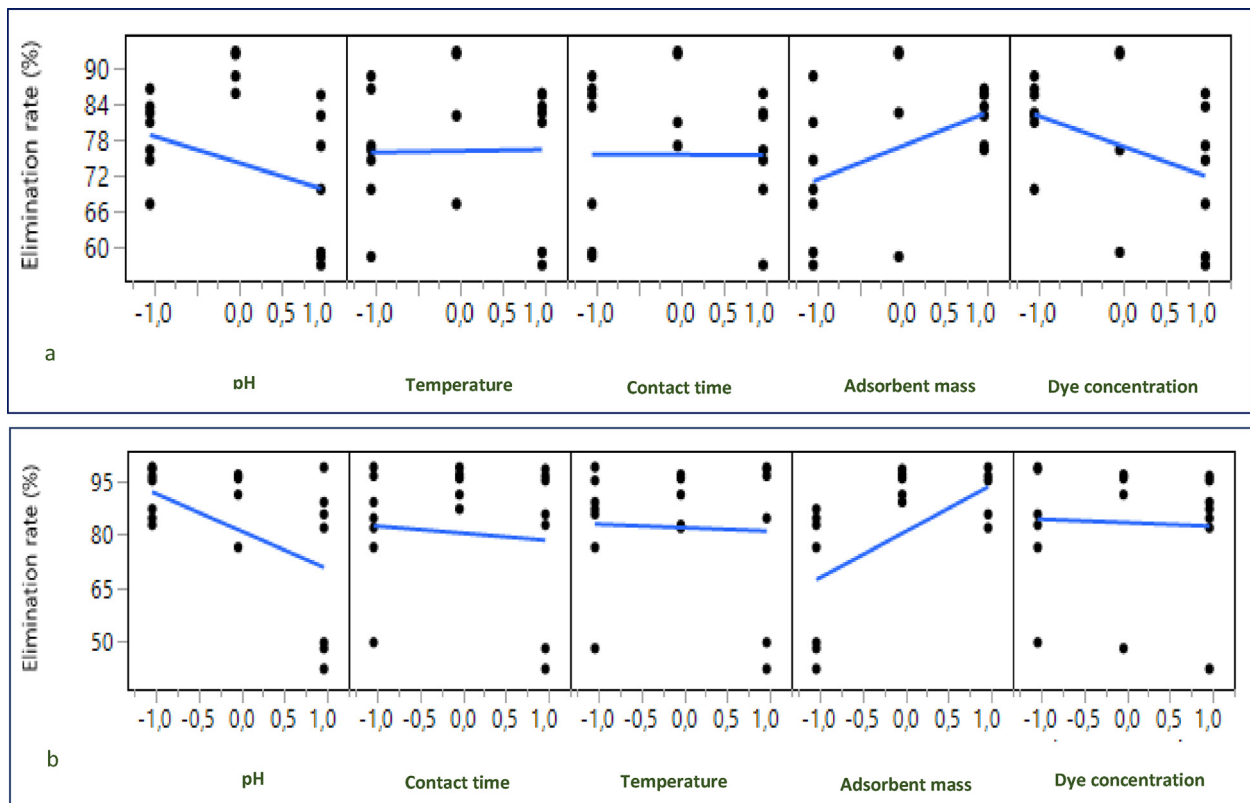 Elimination rate (%)
90
84
78
72
66
60
-1,0 0,0 0,5 1,0 -1,0 0,0 0,5 1,0 -1,0 0,0 0,5 1,0 -1,0 0,0 0,5 1,0 -1,0 0,0 0,5 1,0
a
pH Temperature Contact time Adsorbent mass Dye concentration
Elimination rate (%)
95
80
65
50
-1,0 -0,5 0,0 0,5 1,0 -1,0 -0,5 0,0 0,5 1,0 -1,0 -0,5 0,0 0,5 1,0 -1,0 -0,5 0,0 0,5 1,0 -1,0 -0,5 0,0 0,5 1,0
b
pH Contact time Temperature Adsorbent mass Dye concentration